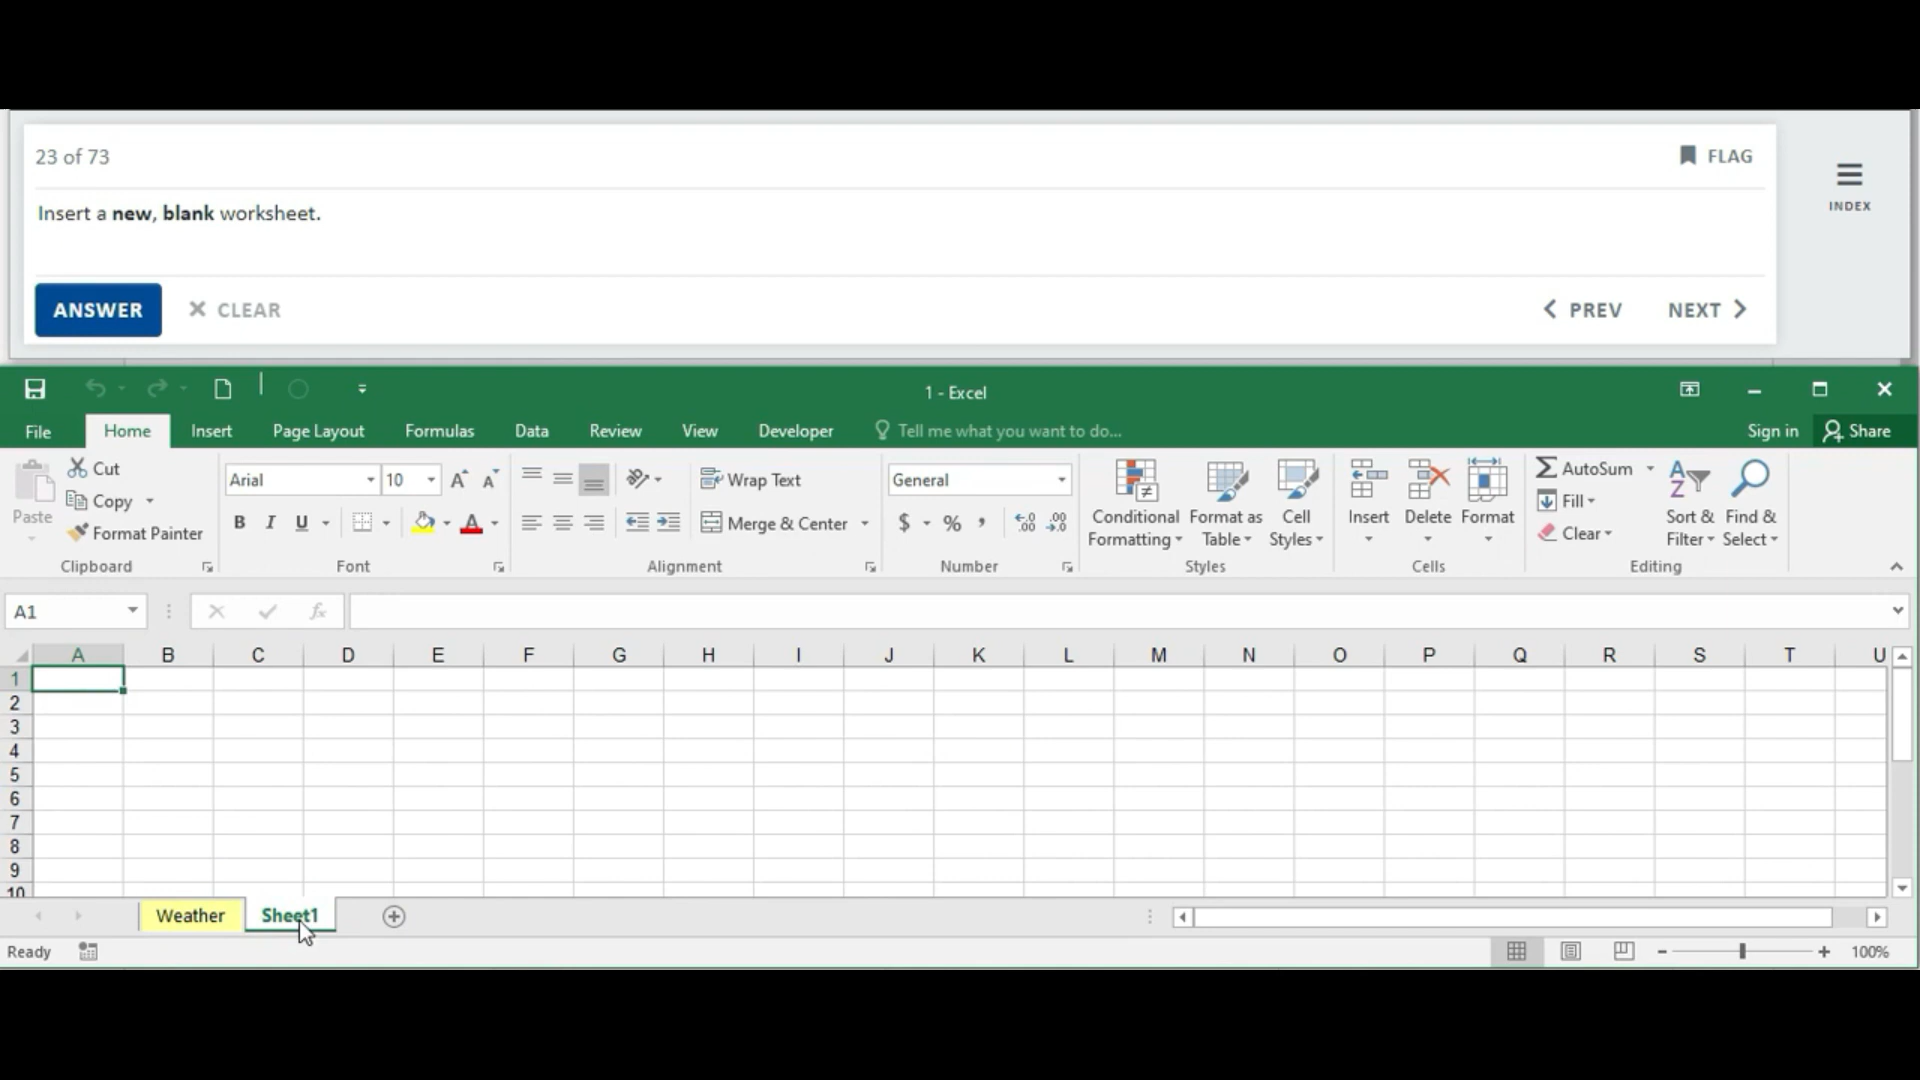 23 of 73
FLAG
INDEX
Insert a new, blank worksheet.
ANSWER
CLEAR
PREV
NEXT
1 - Excel
File Home Insert Page Layout Formulas Data Review View Developer Tell me what you want to do... Sign in Share
Paste
Cut
Copy
Format Painter
Clipboard
Arial 10
B I U
Font
Wrap Text
Merge & Center
Alignment
General
$ % ,
Number
Conditional Formatting
Format as Table
Cell Styles
Styles
Insert Delete Format
Cells
AutoSum
Fill
Clear
Sort & Filter
Find & Select
Editing
A1
fx
A B C D E F G H I J K L M N O P Q R S T U
1
2
3
4
5
6
7
8
9
10
Weather Sheet1
Ready
100%